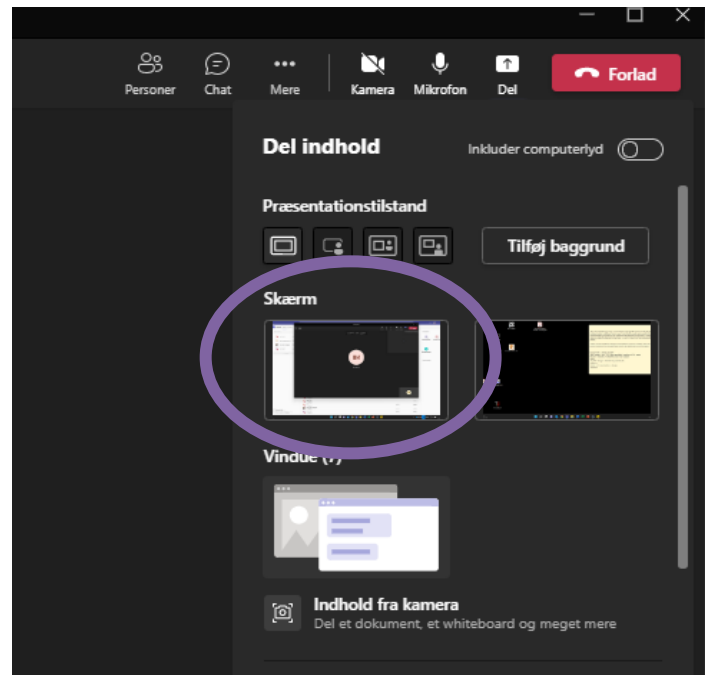 Personer Chat Mere Kamera Mikrofon Del Forlad
Del indhold Inkluder computerlyd
Præsentationstilstand
Tilføj baggrund
Skærm
Vindue (7)
Indhold fra kamera
Del et dokument, et whiteboard og meget mere